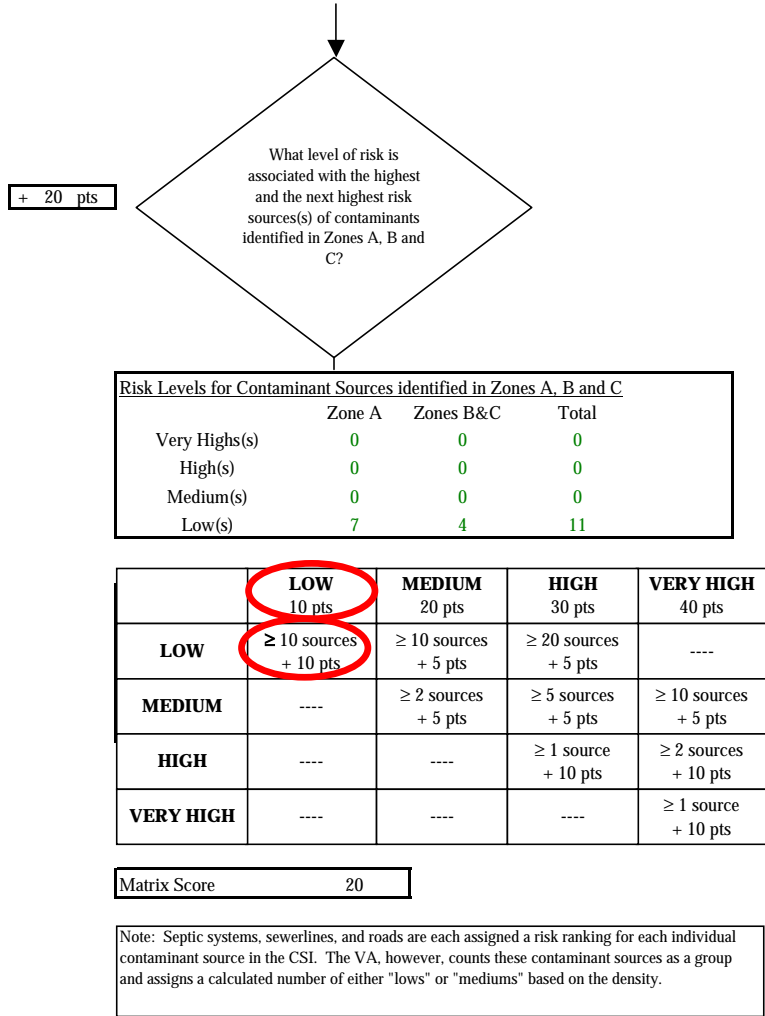 What level of risk is
associated with the highest
and the next highest risk
sources(s) of contaminants
identified in Zones A, B and
C?
+ 20 pts
Risk Levels for Contaminant Sources identified in Zones A, B and C
Zone A Zones B&C Total
Very Highs(s) 0 0 0
High(s) 0 0 0
Medium(s) 0 0 0
Low(s) 7 4 11
LOW MEDIUM HIGH VERY HIGH
10 pts 20 pts 30 pts 40 pts
LOW ≥ 10 sources ≥ 10 sources ≥ 20 sources ----
+ 10 pts + 5 pts + 5 pts
MEDIUM ---- ≥ 2 sources ≥ 5 sources ≥ 10 sources
+ 5 pts + 5 pts + 5 pts
HIGH ---- ---- ≥ 1 source ≥ 2 sources
+ 10 pts + 10 pts
VERY HIGH ---- ---- ---- ≥ 1 source
+ 10 pts
Matrix Score 20
Note: Septic systems, sewerlines, and roads are each assigned a risk ranking for each individual
contaminant source in the CSI. The VA, however, counts these contaminant sources as a group
and assigns a calculated number of either "lows" or "mediums" based on the density.